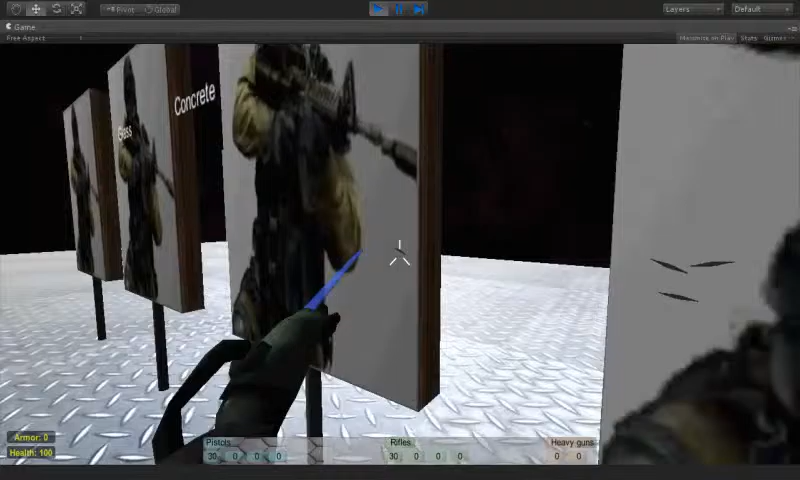 Pivot Global Layers Default
Game
Free Aspect Maximize on Play Stats Gizmos
Concrete
Glass
Armor: 0
Health: 100
Pistols Rifles Heavy guns
30 0 0 0 30 0 0 0 0 0